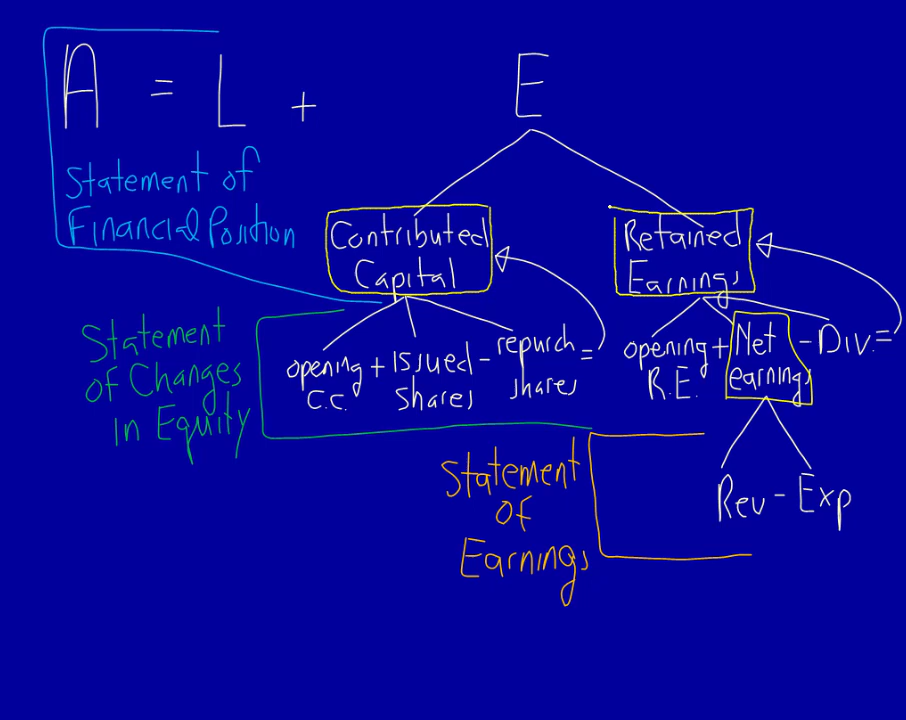 A = L + E
Statement of
Financial Position
Contributed
Capital
Retained
Earnings
Statement
of Changes
in Equity
opening + Issued - repurch =
C.C. Shares shares
opening + Net - Div. =
R.E. earnings
Rev - Exp
Statement
Of
Earnings